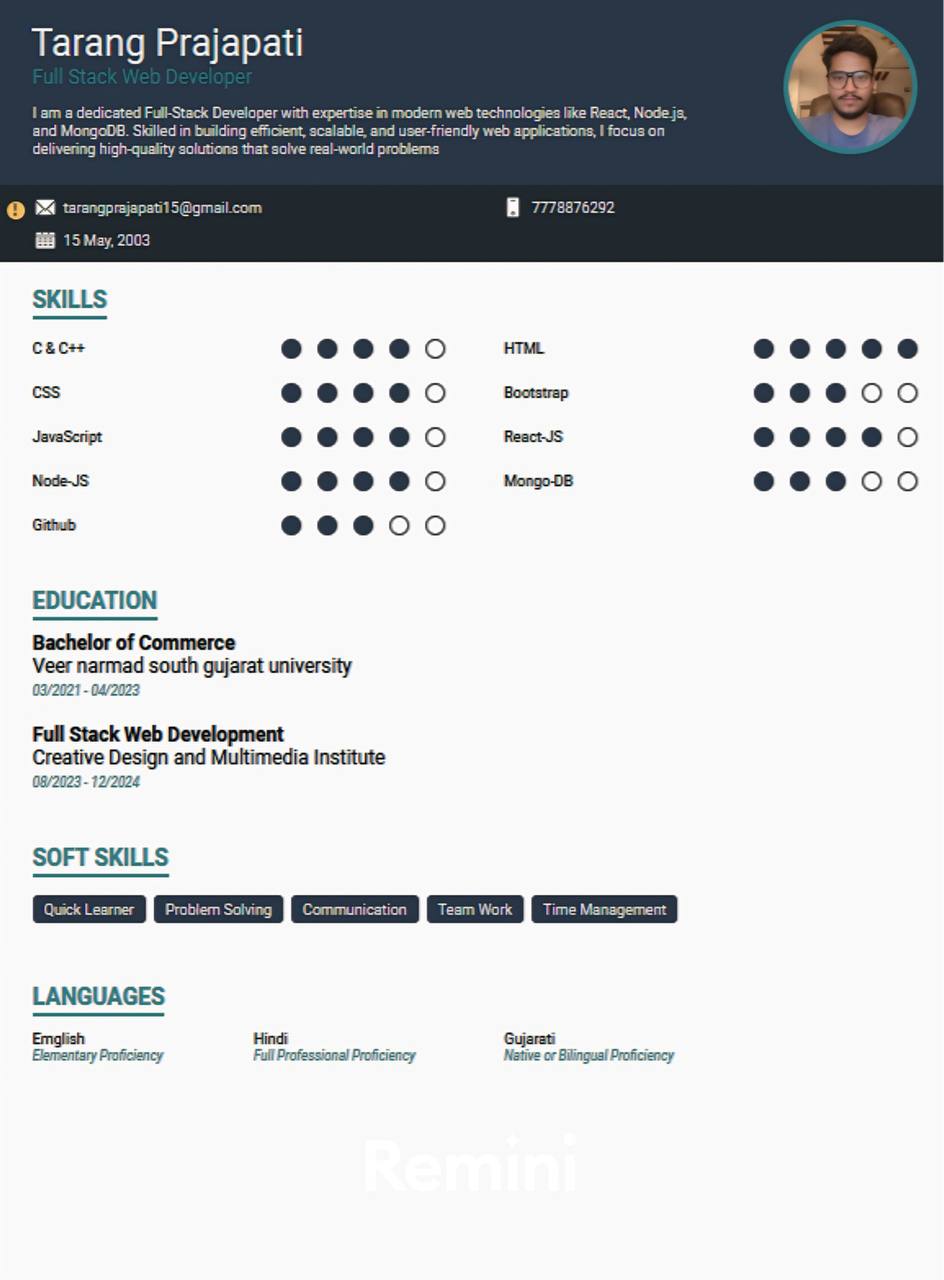 Tarang Prajapati
Full Stack Web Developer
I am a dedicated Full-Stack Developer with expertise in modern web technologies like React, Node.js,
and MongoDB. Skilled in building efficient, scalable, and user-friendly web applications, I focus on
delivering high-quality solutions that solve real-world problems
tarangprajapati15@gmail.com
7778876292
15 May, 2003
SKILLS
C & C++
HTML
CSS
Bootstrap
JavaScript
React-JS
Node-JS
Mongo-DB
Github
EDUCATION
Bachelor of Commerce
Veer narmad south gujarat university
03/2021 - 04/2023
Full Stack Web Development
Creative Design and Multimedia Institute
08/2023 - 12/2024
SOFT SKILLS
Quick Learner Problem Solving Communication Team Work Time Management
LANGUAGES
Emglish
Elementary Proficiency
Hindi
Full Professional Proficiency
Gujarati
Native or Bilingual Proficiency
Remini